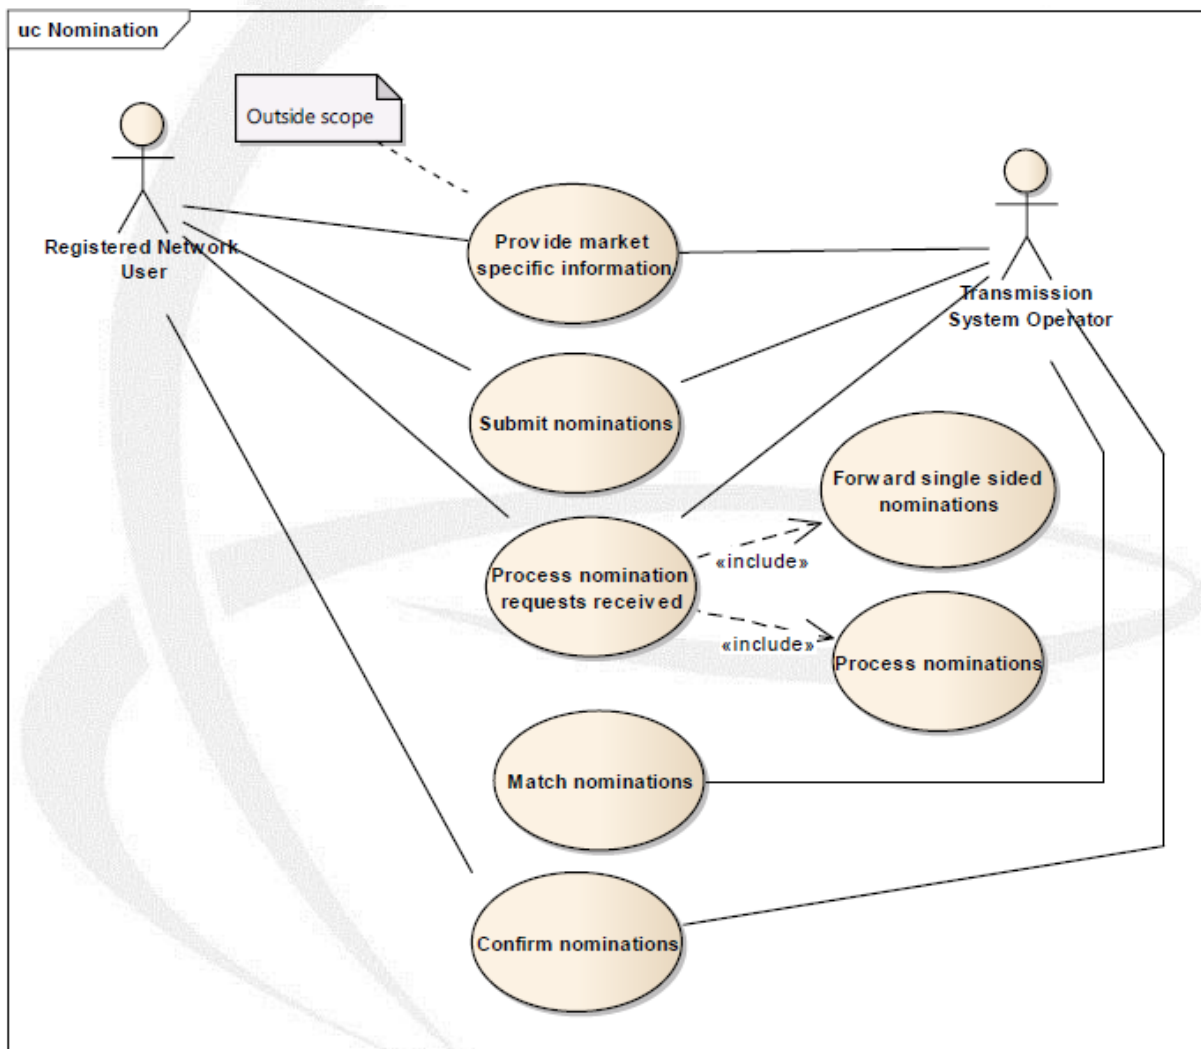 uc Nomination
Outside scope
Registered Network
User
Provide market
specific information
Transmission
System Operator
Submit nominations
Forward single sided
nominations
«include»
Process nomination
requests received
«include»
Process nominations
Match nominations
Confirm nominations